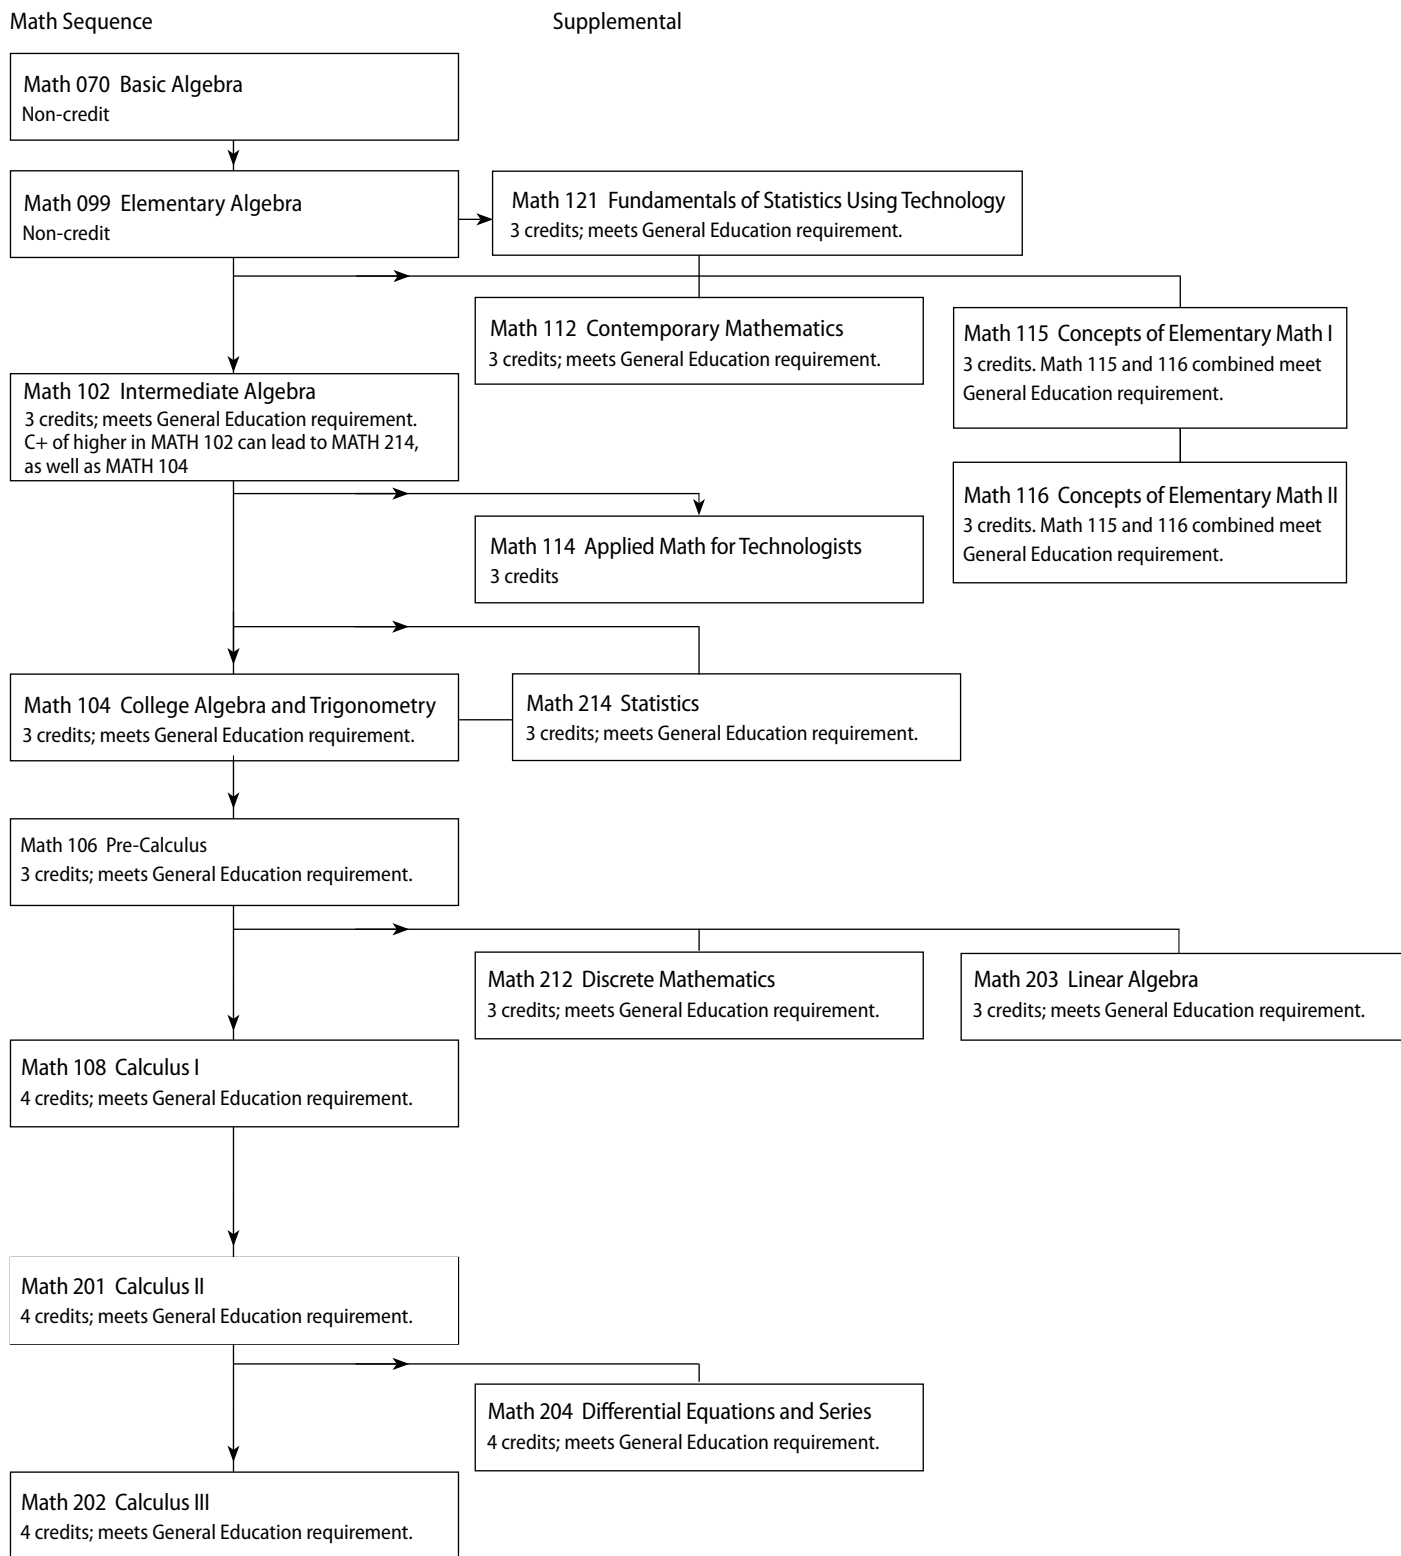 Math Sequence
Supplemental
Math 070 Basic Algebra
Non-credit
Math 099 Elementary Algebra
Non-credit
Math 121 Fundamentals of Statistics Using Technology
3 credits; meets General Education requirement.
Math 112 Contemporary Mathematics
3 credits; meets General Education requirement.
Math 115 Concepts of Elementary Math I
3 credits. Math 115 and 116 combined meet
General Education requirement.
Math 102 Intermediate Algebra
3 credits; meets General Education requirement.
C+ of higher in MATH 102 can lead to MATH 214,
as well as MATH 104
Math 116 Concepts of Elementary Math II
3 credits. Math 115 and 116 combined meet
General Education requirement.
Math 114 Applied Math for Technologists
3 credits
Math 104 College Algebra and Trigonometry
3 credits; meets General Education requirement.
Math 214 Statistics
3 credits; meets General Education requirement.
Math 106 Pre-Calculus
3 credits; meets General Education requirement.
Math 212 Discrete Mathematics
3 credits; meets General Education requirement.
Math 203 Linear Algebra
3 credits; meets General Education requirement.
Math 108 Calculus I
4 credits; meets General Education requirement.
Math 201 Calculus II
4 credits; meets General Education requirement.
Math 204 Differential Equations and Series
4 credits; meets General Education requirement.
Math 202 Calculus III
4 credits; meets General Education requirement.